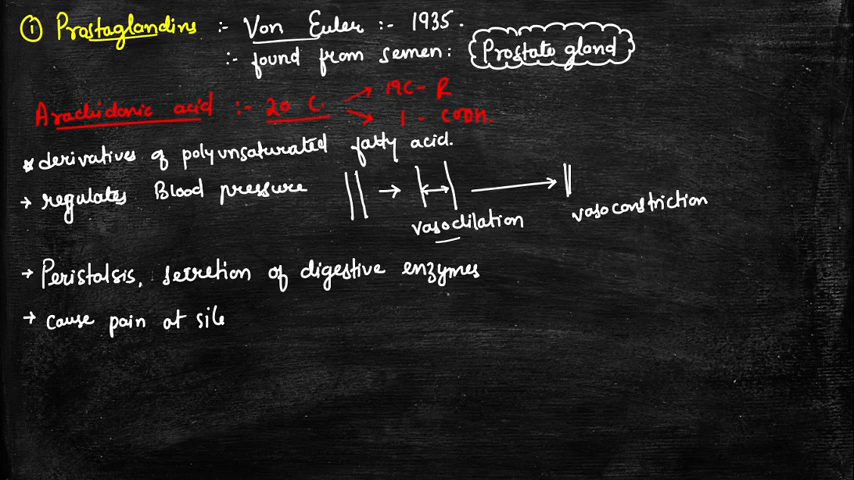 ① Prostaglandins :- Von Euler :- 1935.
:- found from semen: Prostate gland
Arachidonic acid :- 20 C. → 19C - R
→ 1 - COOH.
* derivatives of polyunsaturated fatty acid.
→ regulates Blood pressure
vasodilation
vasoconstriction
→ Peristalsis, secretion of digestive enzymes
→ cause pain at site